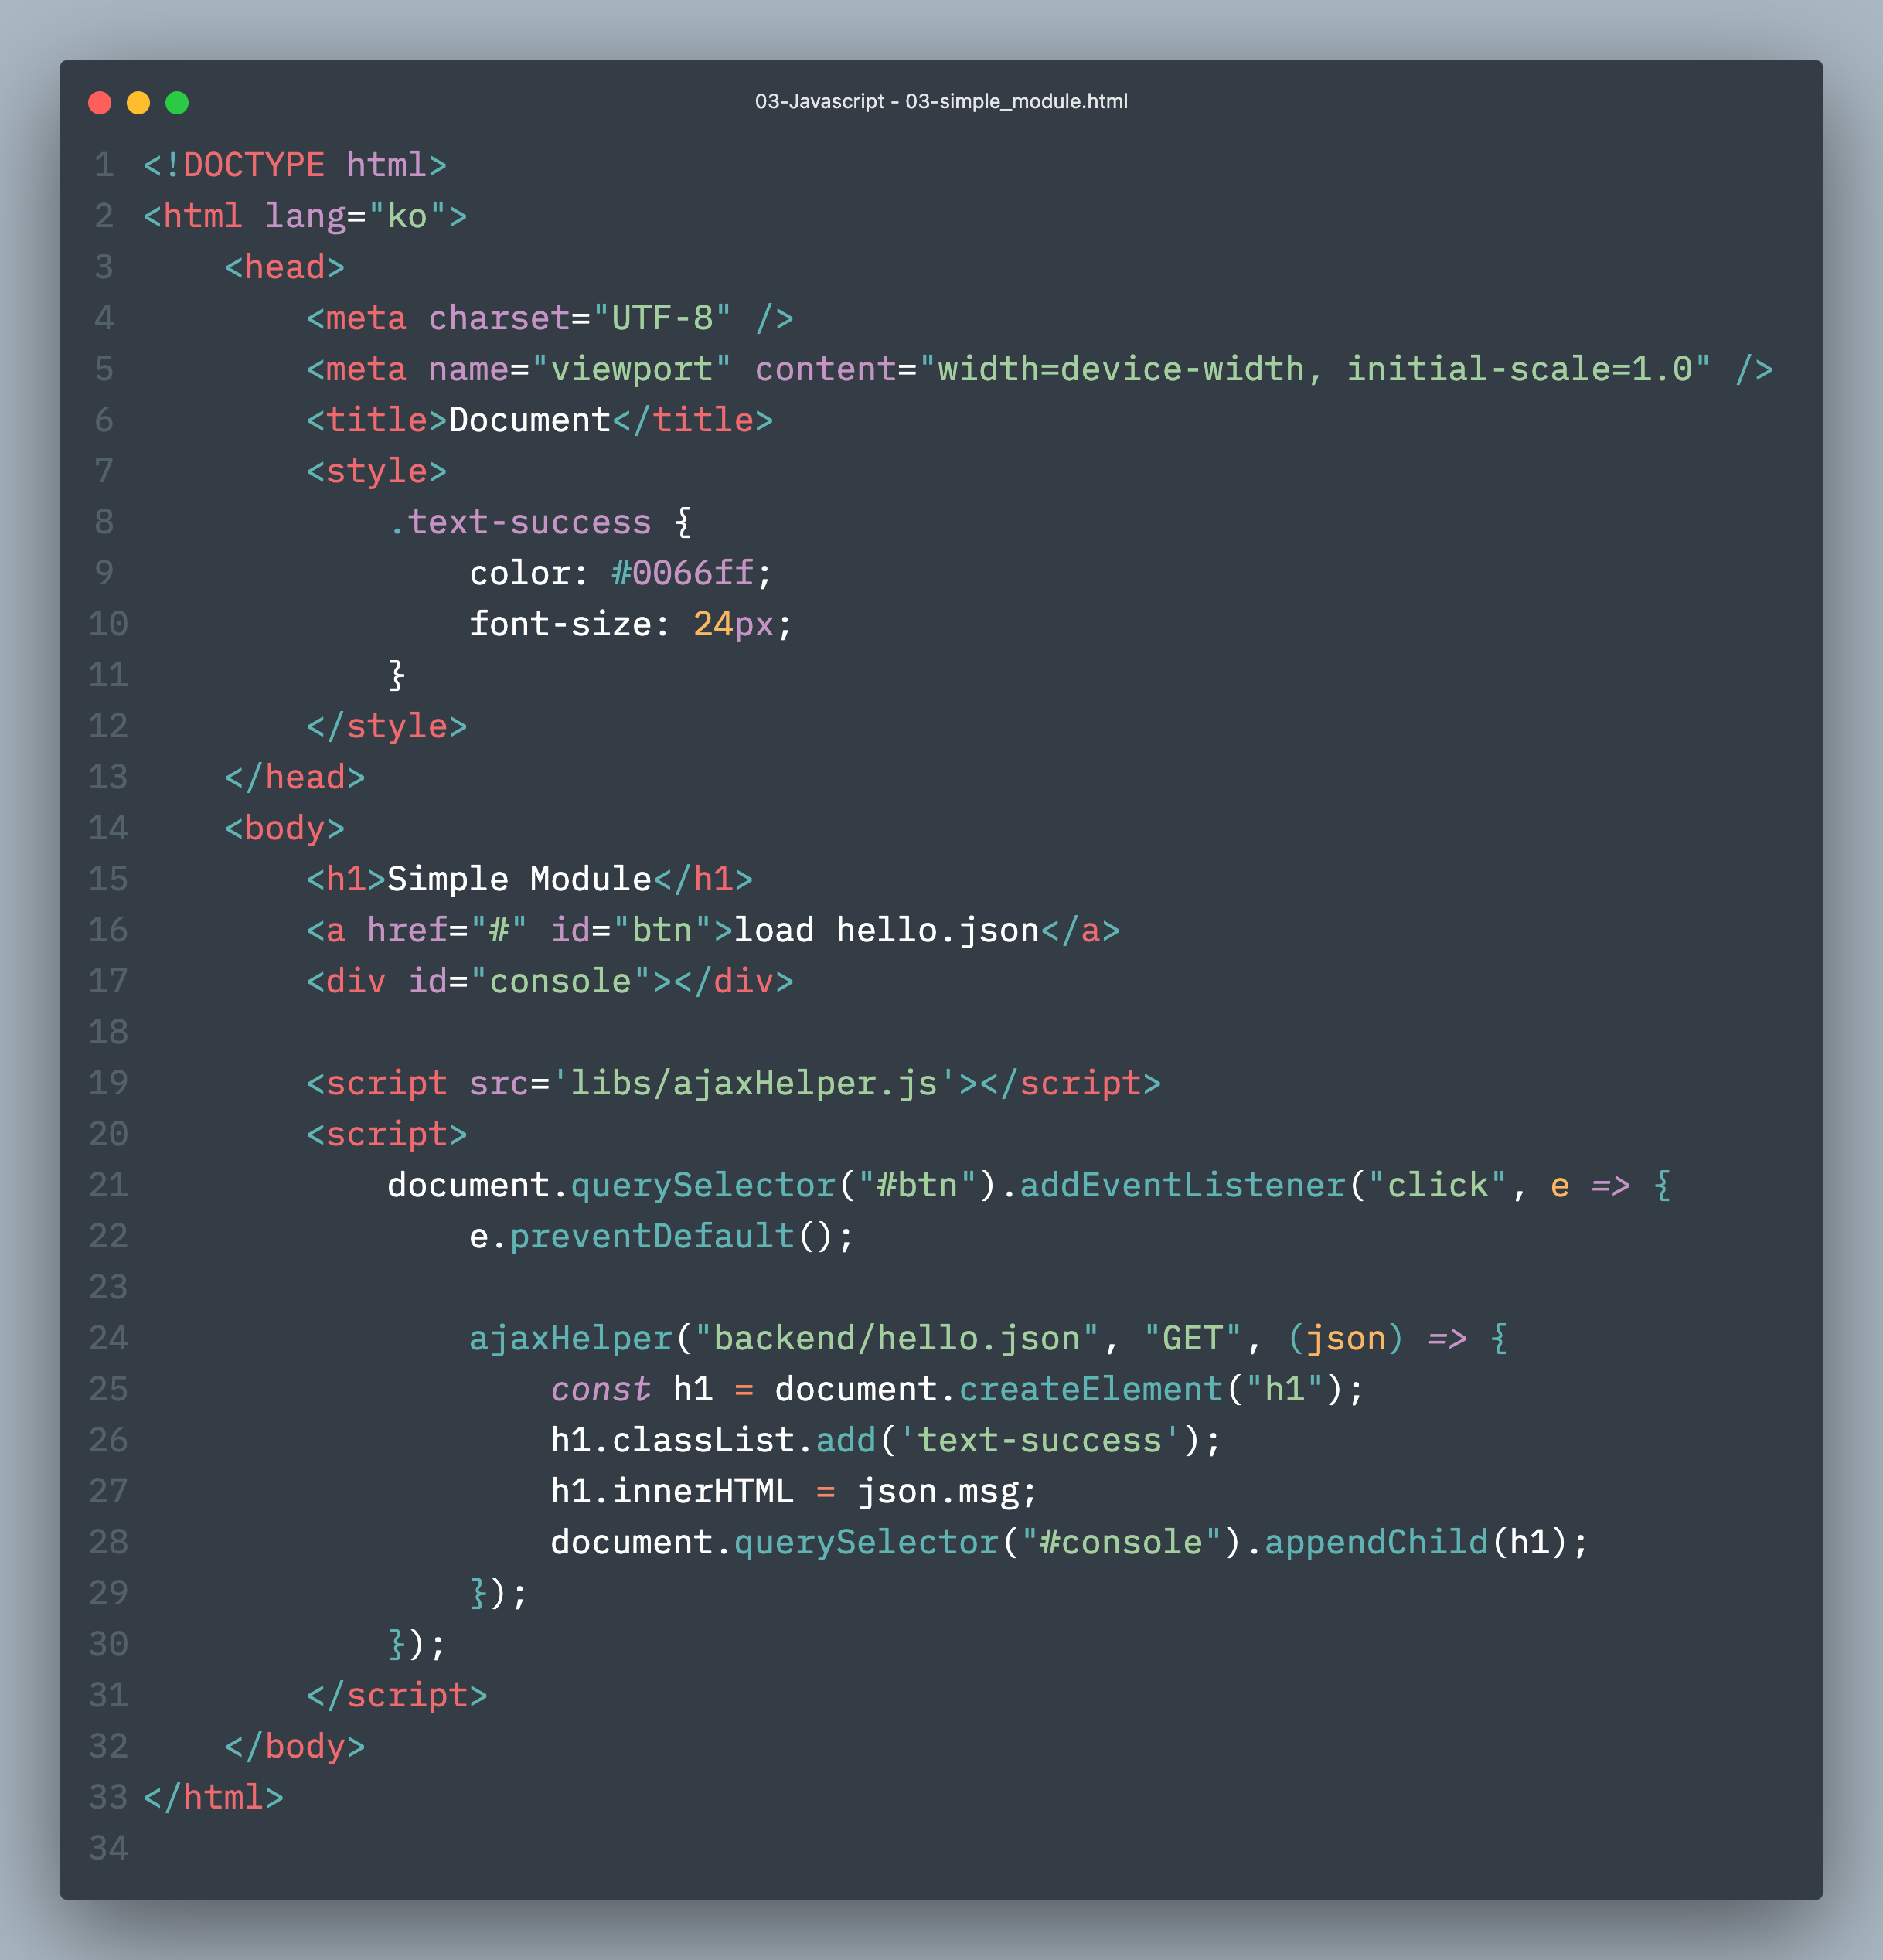 03-Javascript - 03-simple_module.html
1 <!DOCTYPE html>
2 <html lang="ko">
3     <head>
4         <meta charset="UTF-8" />
5         <meta name="viewport" content="width=device-width, initial-scale=1.0" />
6         <title>Document</title>
7         <style>
8             .text-success {
9                 color: #0066ff;
10                 font-size: 24px;
11             }
12         </style>
13     </head>
14     <body>
15         <h1>Simple Module</h1>
16         <a href="#" id="btn">load hello.json</a>
17         <div id="console"></div>
18
19         <script src='libs/ajaxHelper.js'></script>
20         <script>
21             document.querySelector("#btn").addEventListener("click", e => {
22                 e.preventDefault();
23
24                 ajaxHelper("backend/hello.json", "GET", (json) => {
25                     const h1 = document.createElement("h1");
26                     h1.classList.add('text-success');
27                     h1.innerHTML = json.msg;
28                     document.querySelector("#console").appendChild(h1);
29                 });
30             });
31         </script>
32     </body>
33 </html>
34